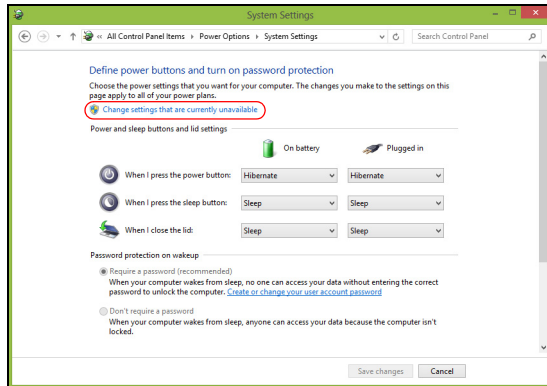 System Settings
« All Control Panel Items ▸ Power Options ▸ System Settings
Search Control Panel
Define power buttons and turn on password protection
Choose the power settings that you want for your computer. The changes you make to the settings on this
page apply to all of your power plans.
Change settings that are currently unavailable
Power and sleep buttons and lid settings
On battery Plugged in
When I press the power button: Hibernate Hibernate
When I press the sleep button: Sleep Sleep
When I close the lid: Sleep Sleep
Password protection on wakeup
Require a password (recommended)
When your computer wakes from sleep, no one can access your data without entering the correct
password to unlock the computer. Create or change your user account password
Don't require a password
When your computer wakes from sleep, anyone can access your data because the computer isn't
locked.
Save changes Cancel